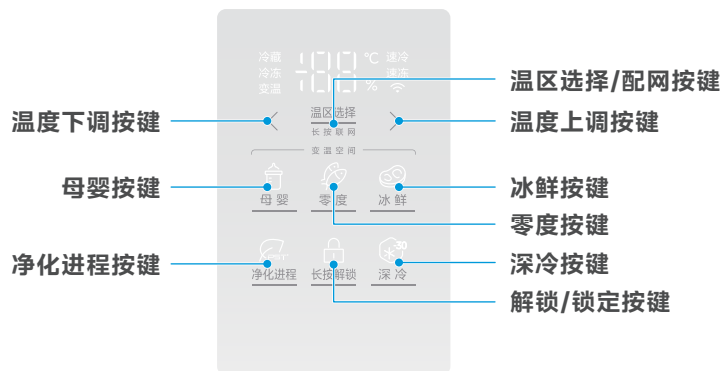 冷藏 188 ℃ 速冷
冷冻 速冻
变温 %
温区选择/配网按键
温区选择
温度下调按键
温度上调按键
长按联网
变温空间
母婴按键
冰鲜按键
母婴 零度 冰鲜
零度按键
30
净化进程按键
深冷按键
净化进程 长按解锁 深冷
解锁/锁定按键